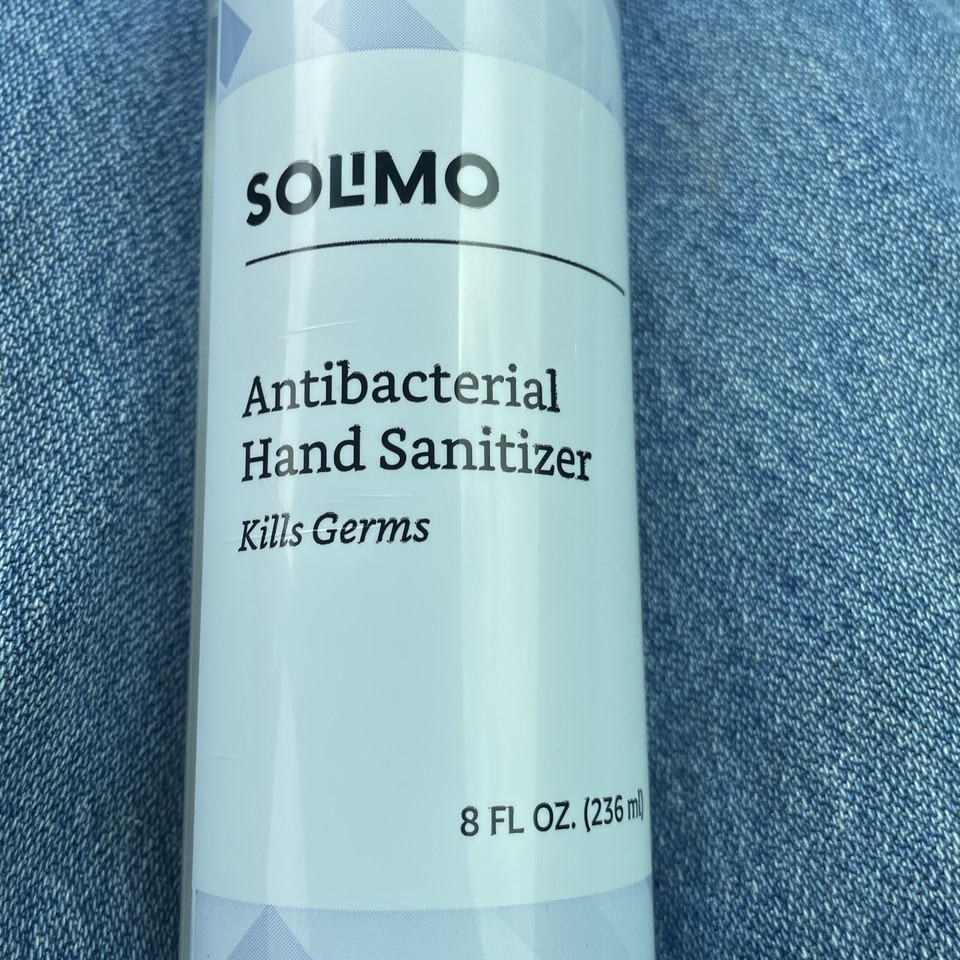 SOLIMO
Antibacterial
Hand Sanitizer
Kills Germs
8 FL OZ. (236 ml)